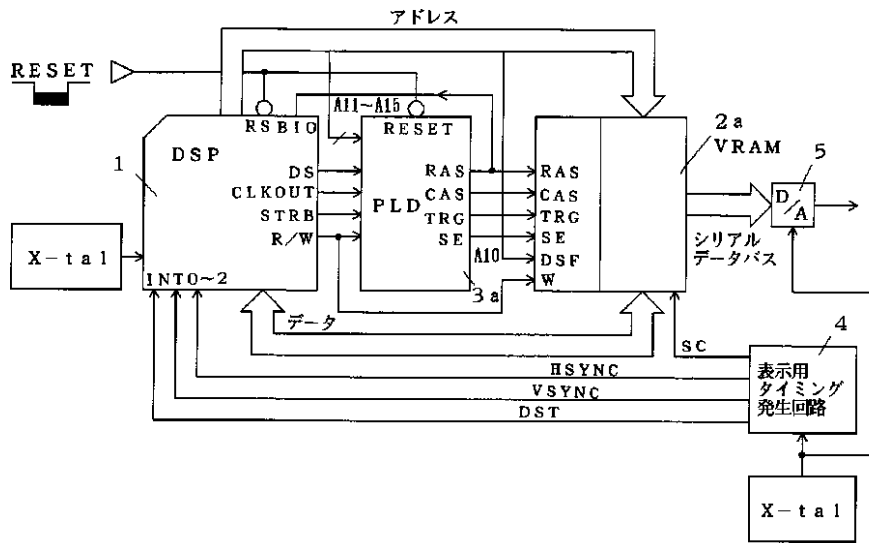 アドレス
RESET
A11~A15
RS BIO
RESET
1
DSP
DS
CLKOUT
STRB
R/W
INT0~2
X-tal
PLD
RAS
CAS
TRG
SE
3a
A10
RAS
CAS
TRG
SE
DSF
W
2a
VRAM
5
D/A
シリアル
データバス
データ
SC
4
HSYNC
VSYNC
DST
表示用
タイミング
発生回路
X-tal